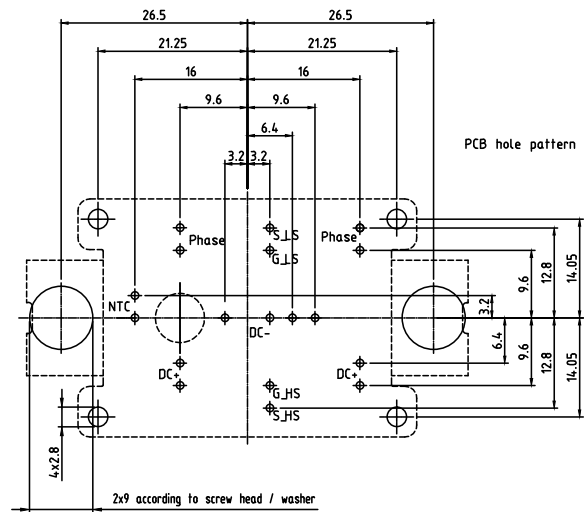 26.5 26.5
21.25 21.25
16 16
9.6 9.6
6.4
3.2 3.2
PCB hole pattern
Phase S_LS Phase
G_LS
NTC
DC-
DC+ DC+
G_HS
S_HS
3.2
9.6
12.8
14.05
6.4
9.6
12.8
14.05
4x2.8
2x9 according to screw head / washer